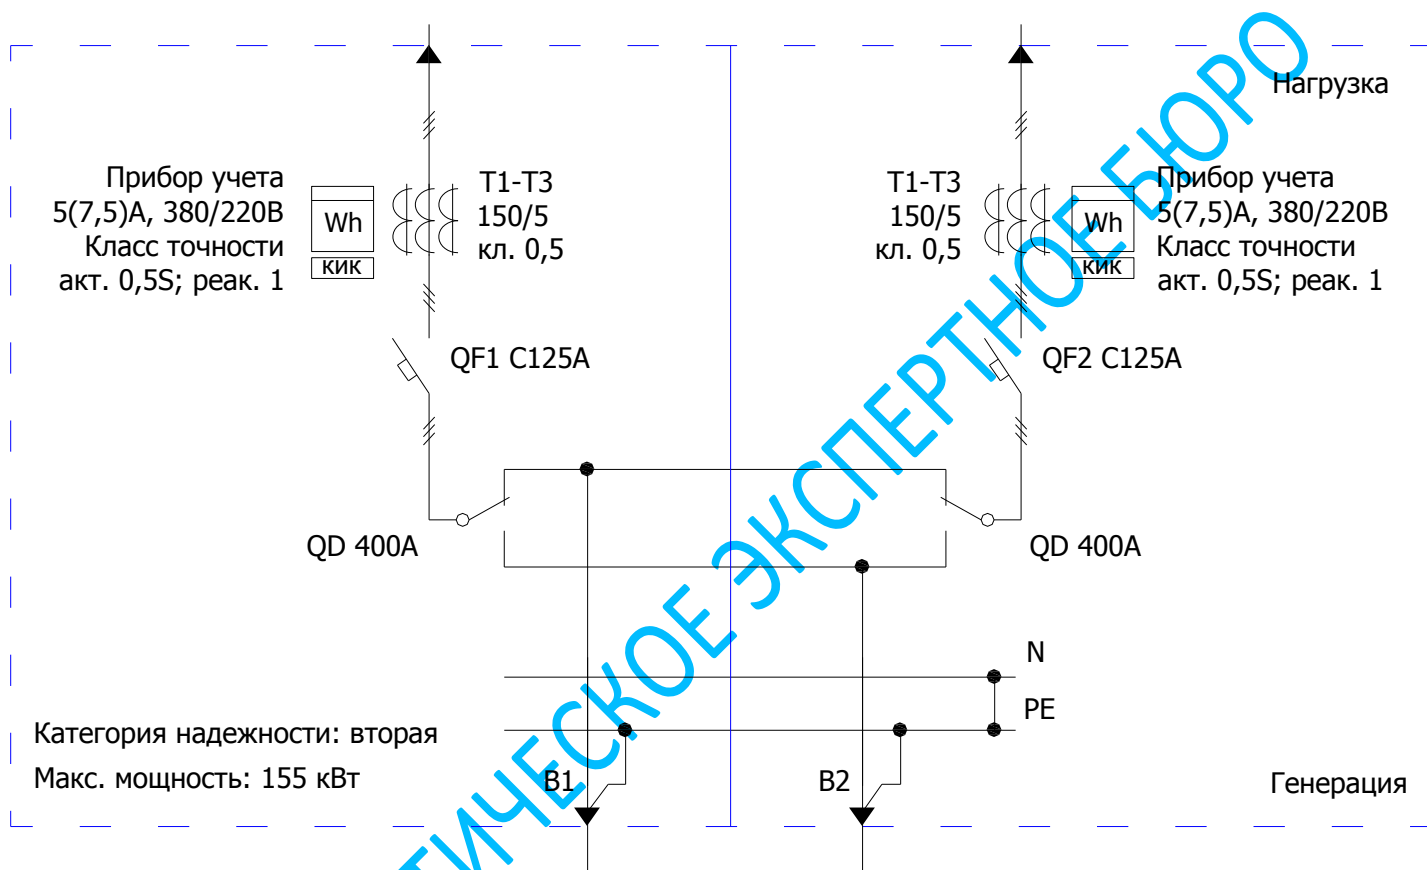 Нагрузка
Прибор учета
5(7,5)А, 380/220В
Класс точности
акт. 0,5S; реак. 1
Wh
кик
Т1-Т3
150/5
кл. 0,5
Т1-Т3
150/5
кл. 0,5
Wh
кик
Прибор учета
5(7,5)А, 380/220В
Класс точности
акт. 0,5S; реак. 1
QF1 C125A
QF2 C125A
QD 400A
QD 400A
N
PE
Категория надежности: вторая
Макс. мощность: 155 кВт
В1
В2
Генерация
ЭКСПЕРТНОЕ БЮРО